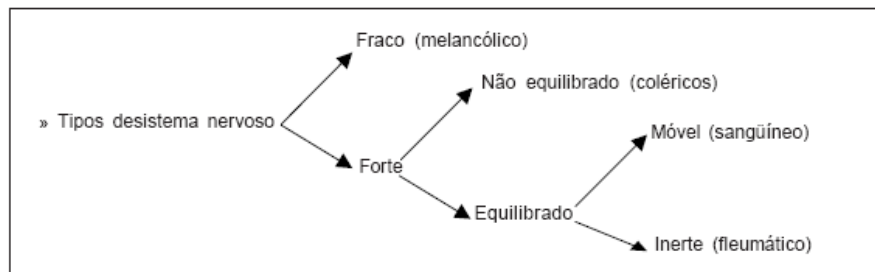 Fraco (melancólico)
Não equilibrado (coléricos)
» Tipos desistema nervoso
Móvel (sangüíneo)
Forte
Equilibrado
Inerte (fleumático)